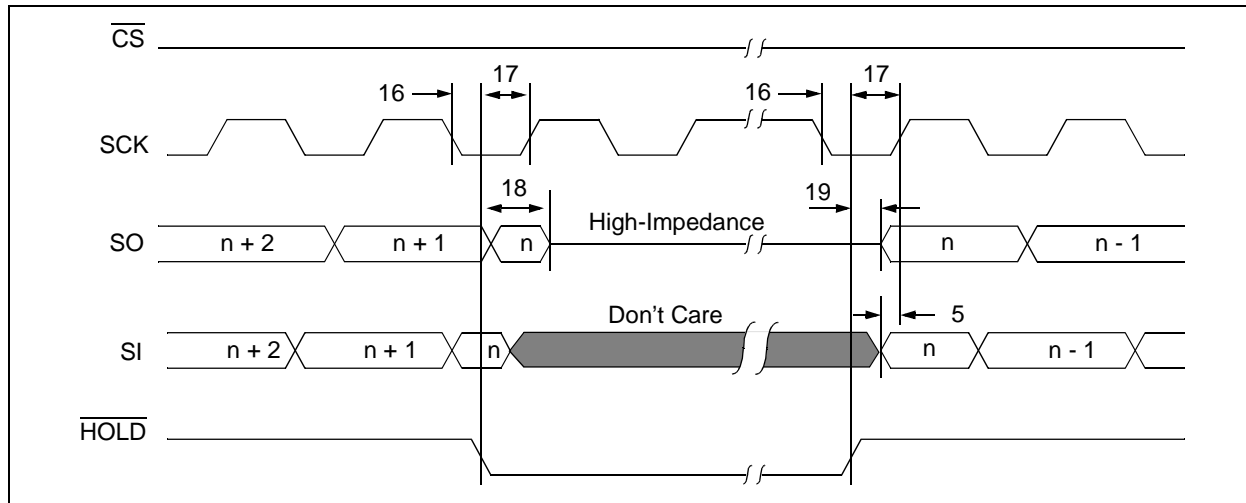 CS
16
17
16
17
SCK
18
High-Impedance
19
SO
n + 2
n + 1
n
n
n - 1
Don't Care
5
SI
n + 2
n + 1
n
n
n - 1
HOLD